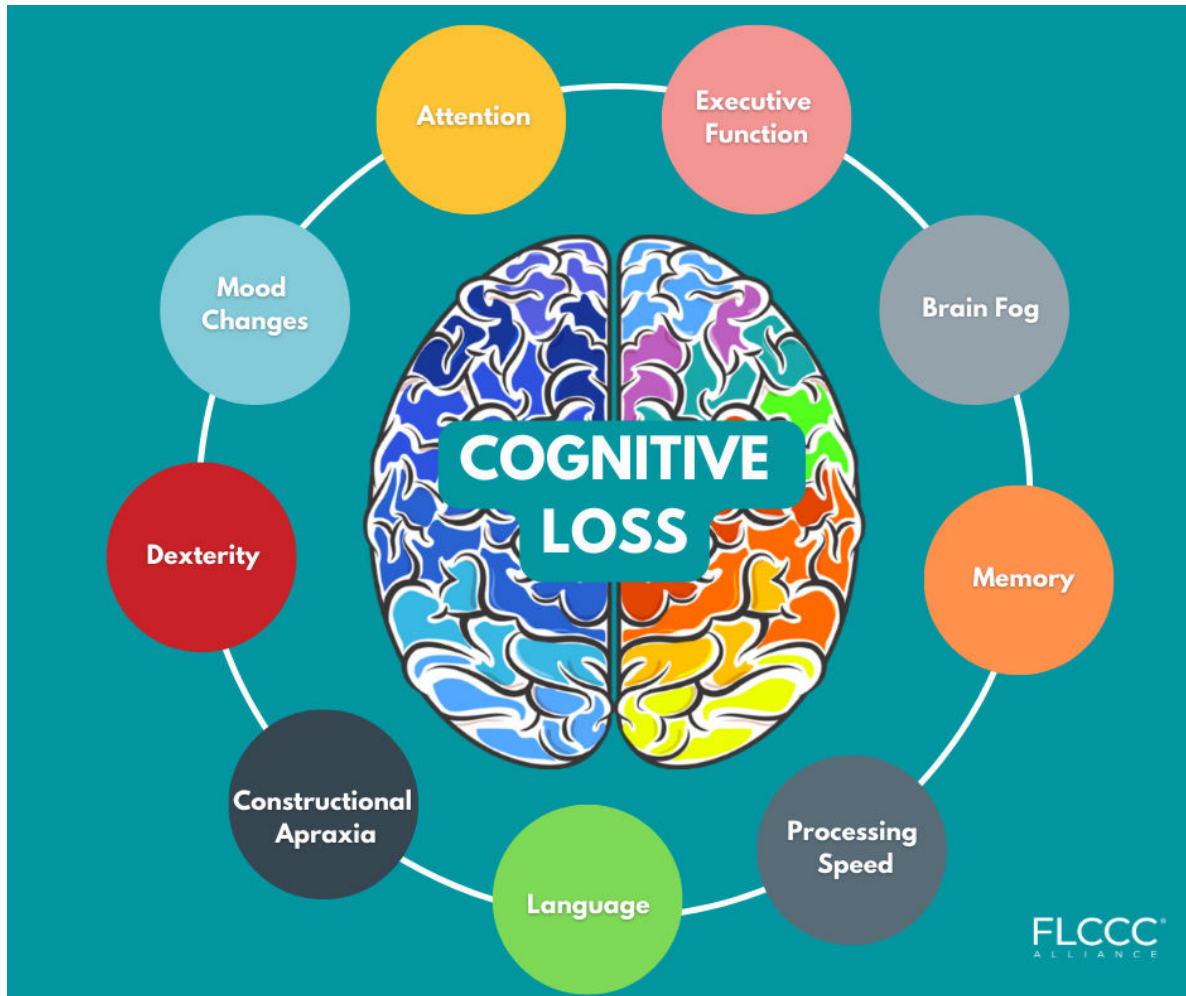 Attention
Executive
Function
Mood
Changes
Brain Fog
COGNITIVE
LOSS
Dexterity
Memory
Constructional
Apraxia
Processing
Speed
Language
FLCCC®
ALLIANCE